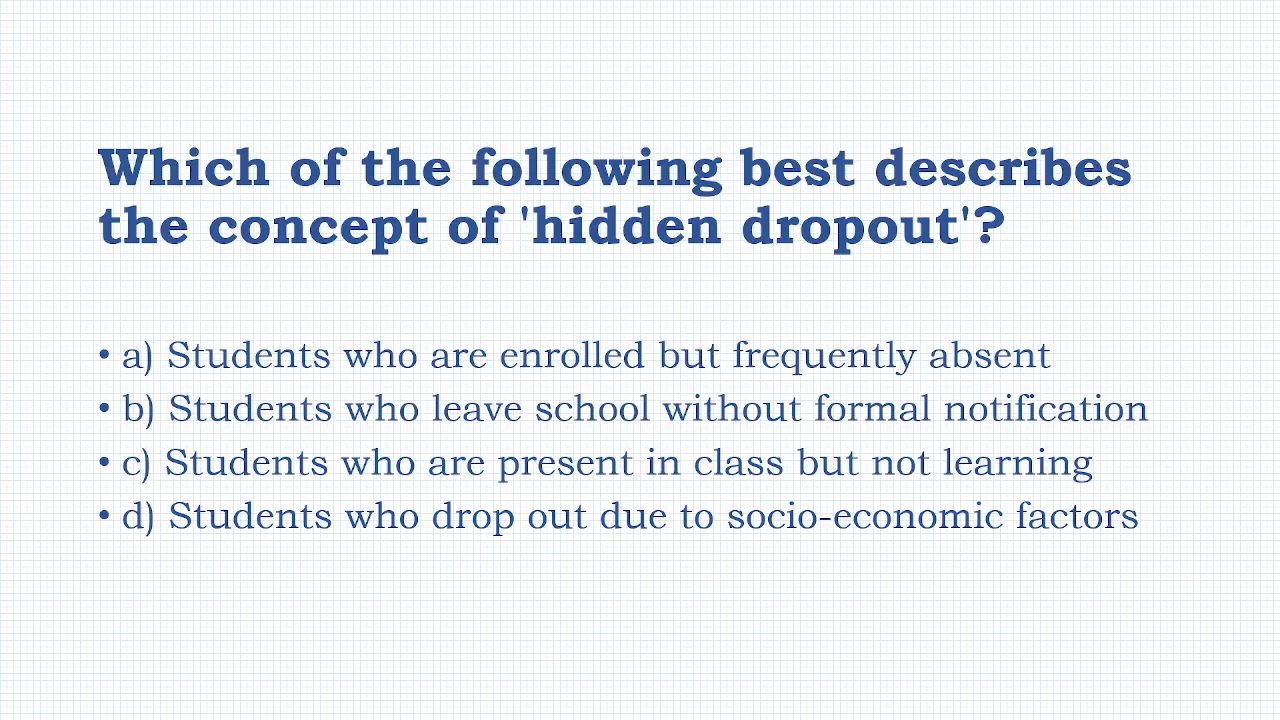 Which of the following best describes
the concept of 'hidden dropout'?
• a) Students who are enrolled but frequently absent
• b) Students who leave school without formal notification
• c) Students who are present in class but not learning
• d) Students who drop out due to socio-economic factors